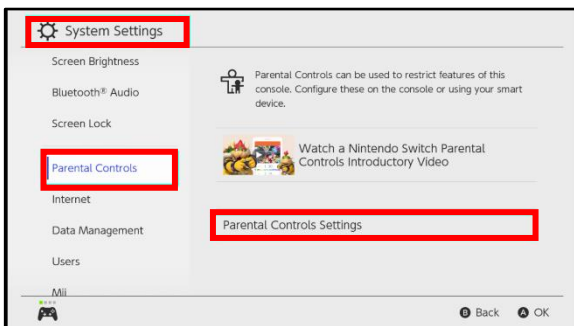 System Settings
Screen Brightness
Bluetooth® Audio
Screen Lock
Parental Controls
Internet
Data Management
Users
Mii
Parental Controls can be used to restrict features of this
console. Configure these on the console or using your smart
device.
Watch a Nintendo Switch Parental
Controls Introductory Video
Parental Controls Settings
B Back A OK